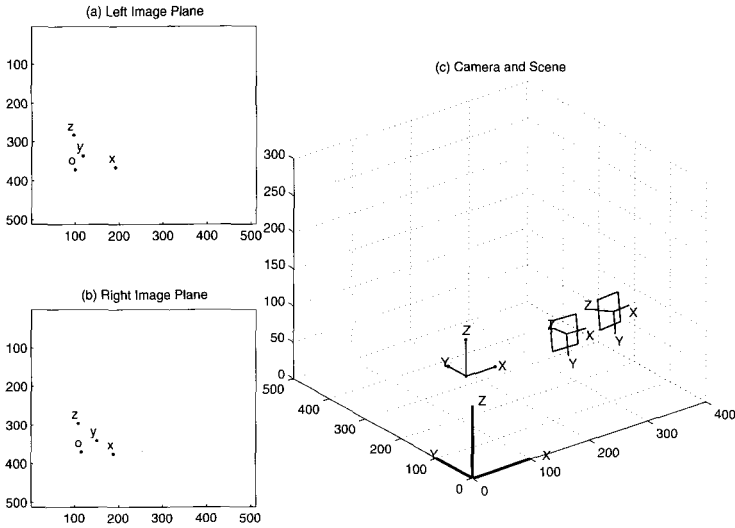 (a) Left Image Plane
100
200
300
400
500
z
y
o
x
100 200 300 400 500
(b) Right Image Plane
100
200
300
400
500
z
y
o
x
100 200 300 400 500
(c) Camera and Scene
300
250
200
150
100
50
0
500
400
300
200
100
0
0
100
200
300
400
Z
Y
X
Z
X
Y
Z
X
Y
Z
Y
X